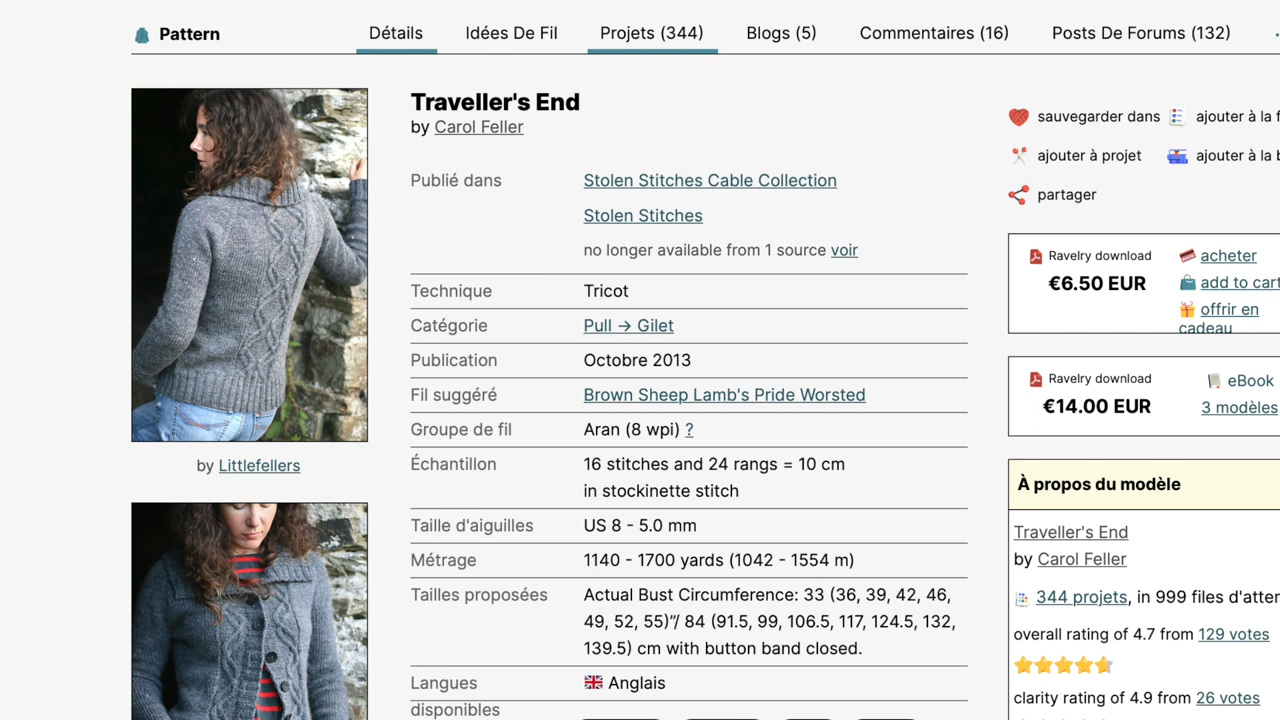 Pattern
Détails
Idées De Fil
Projets (344)
Blogs (5)
Commentaires (16)
Posts De Forums (132)
Traveller's End
by Carol Feller
Publié dans
Stolen Stitches Cable Collection
Stolen Stitches
no longer available from 1 source voir
Technique
Tricot
Catégorie
Pull → Gilet
Publication
Octobre 2013
Fil suggéré
Brown Sheep Lamb's Pride Worsted
Groupe de fil
Aran (8 wpi) ?
Échantillon
16 stitches and 24 rangs = 10 cm
in stockinette stitch
Taille d'aiguilles
US 8 - 5.0 mm
Métrage
1140 - 1700 yards (1042 - 1554 m)
Tailles proposées
Actual Bust Circumference: 33 (36, 39, 42, 46,
49, 52, 55)”/ 84 (91.5, 99, 106.5, 117, 124.5, 132,
139.5) cm with button band closed.
Langues
disponibles
Anglais
by Littlefellers
sauvegarder dans
ajouter à la f
ajouter à projet
ajouter à la b
partager
Ravelry download
€6.50 EUR
acheter
add to cart
offrir en
cadeau
Ravelry download
€14.00 EUR
eBook
3 modèles
À propos du modèle
Traveller's End
by Carol Feller
344 projets, in 999 files d'atter
overall rating of 4.7 from 129 votes
clarity rating of 4.9 from 26 votes